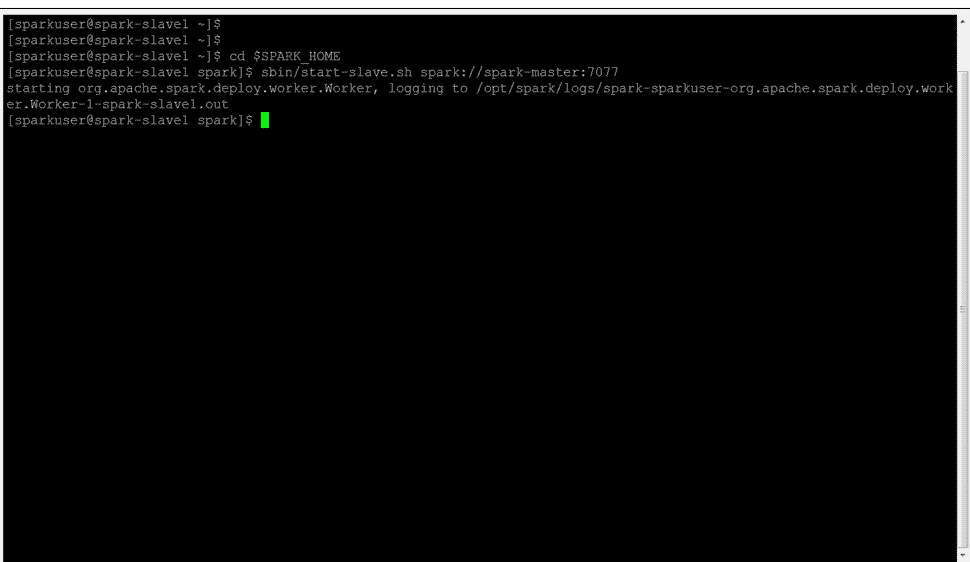 [sparkuser@spark-slave1 ~]$
[sparkuser@spark-slave1 ~]$
[sparkuser@spark-slave1 ~]$ cd $SPARK_HOME
[sparkuser@spark-slave1 spark]$ sbin/start-slave.sh spark://spark-master:7077
starting org.apache.spark.deploy.worker.Worker, logging to /opt/spark/logs/spark-sparkuser-org.apache.spark.deploy.work
er.Worker-1-spark-slave1.out
[sparkuser@spark-slave1 spark]$